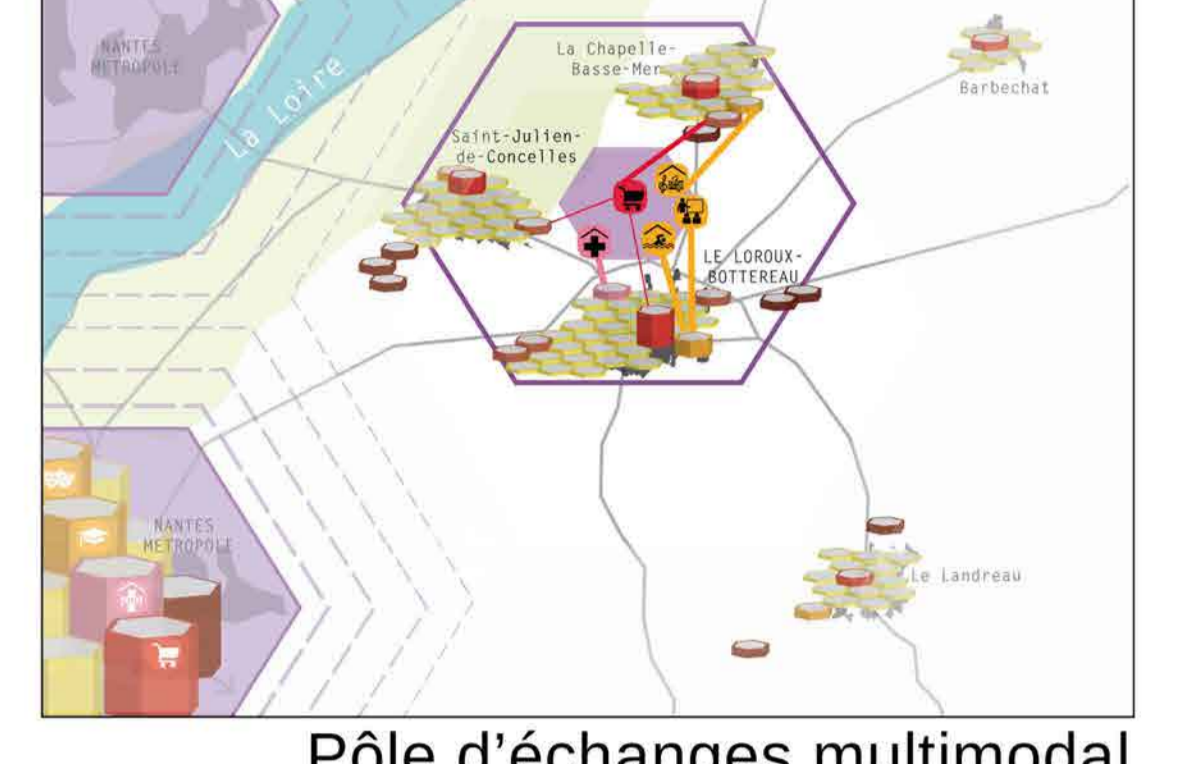 NANTES
METROPOLE
La Loire
La Chapelle-
Basse-Mer
Barbechat
Saint-Julien-
de-Concelles
LE LOROUX-
BOTTEREAU
NANTES
METROPOLE
Le Landreau
Pôle d'échanges multimodal